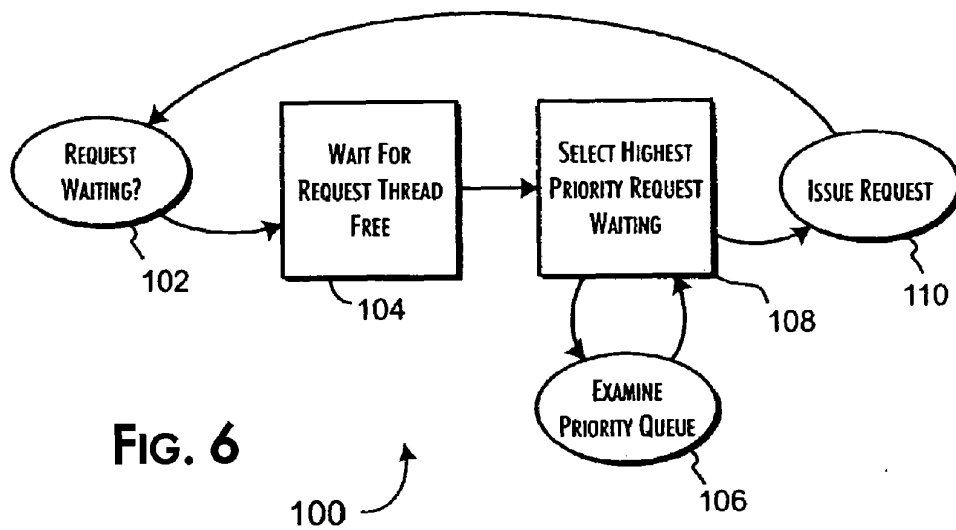 REQUEST
WAITING?
102
WAIT FOR
REQUEST THREAD
FREE
104
SELECT HIGHEST
PRIORITY REQUEST
WAITING
108
ISSUE REQUEST
110
EXAMINE
PRIORITY QUEUE
106
FIG. 6
100